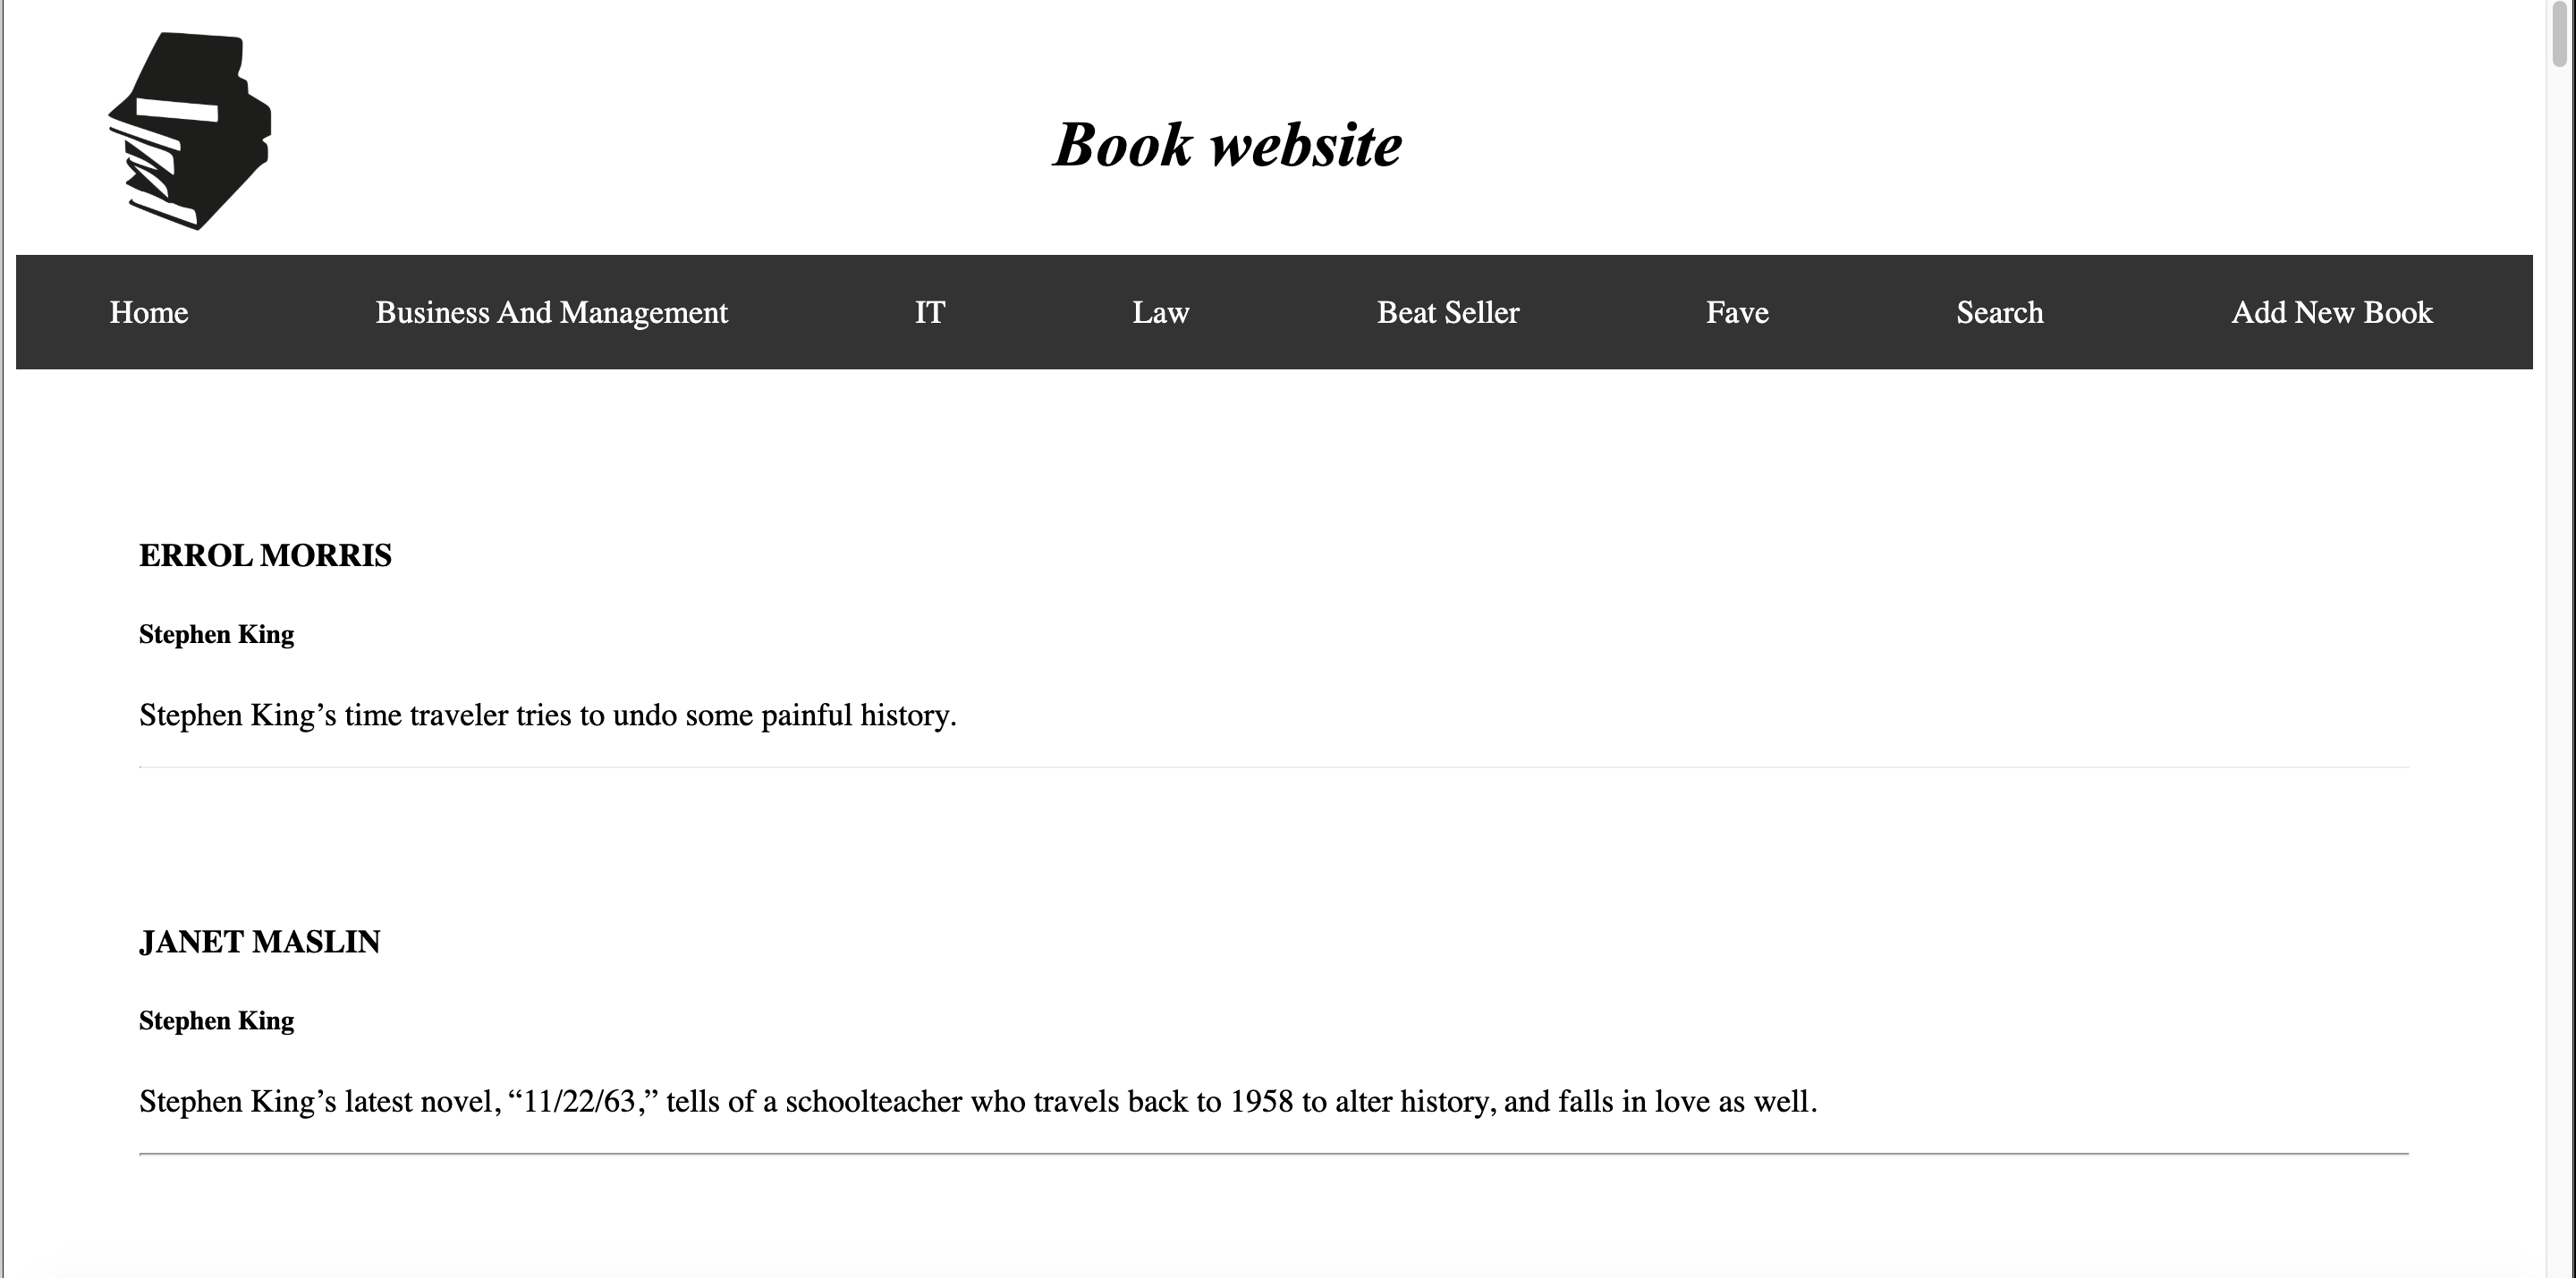 Book website
Home Business And Management IT Law Beat Seller Fave Search Add New Book
ERROL MORRIS
Stephen King
Stephen King’s time traveler tries to undo some painful history.
JANET MASLIN
Stephen King
Stephen King’s latest novel, “11/22/63,” tells of a schoolteacher who travels back to 1958 to alter history, and falls in love as well.